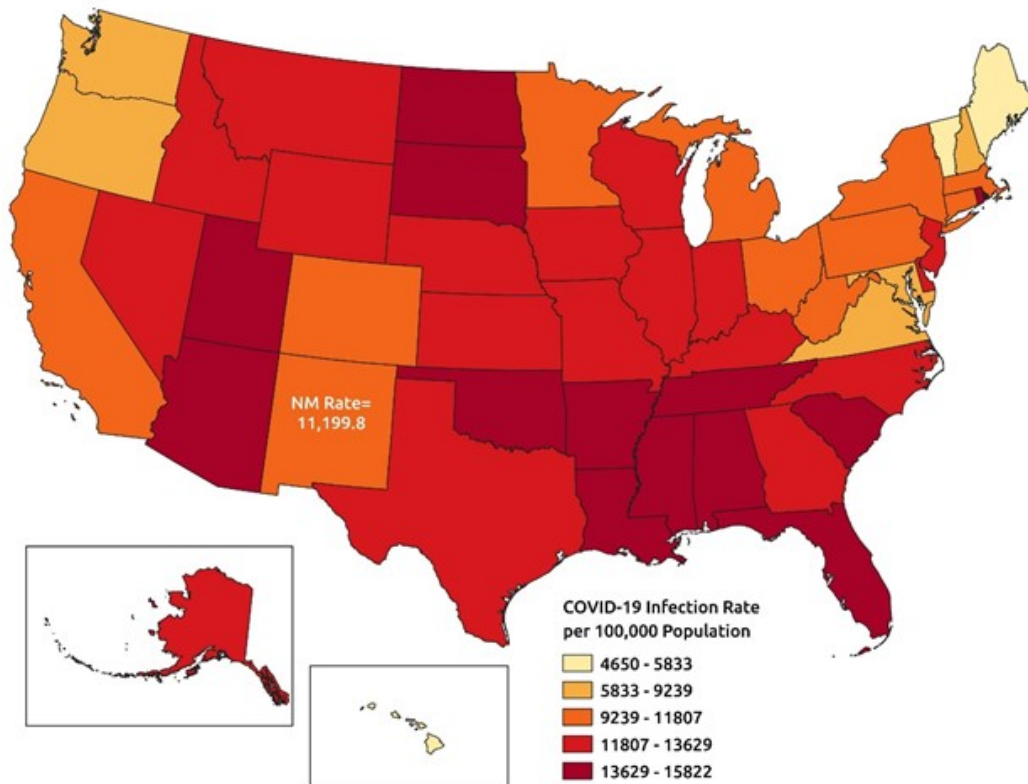 NM Rate=
11,199.8
COVID-19 Infection Rate
per 100,000 Population
4650 - 5833
5833 - 9239
9239 - 11807
11807 - 13629
13629 - 15822